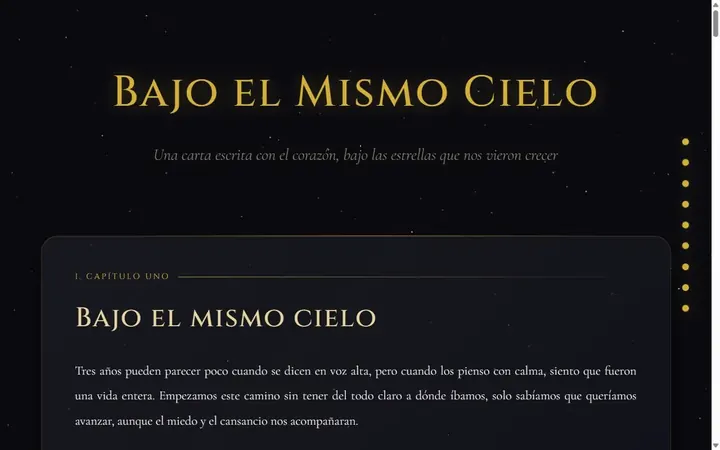 Bajo el Mismo Cielo
Una carta escrita con el corazón, bajo las estrellas que nos vieron crecer
I. CAPÍTULO UNO
Bajo el mismo cielo
Tres años pueden parecer poco cuando se dicen en voz alta, pero cuando los pienso con calma, siento que fueron
una vida entera. Empezamos este camino sin tener del todo claro a dónde íbamos, solo sabíamos que queríamos
avanzar, aunque el miedo y el cansancio nos acompañaran.